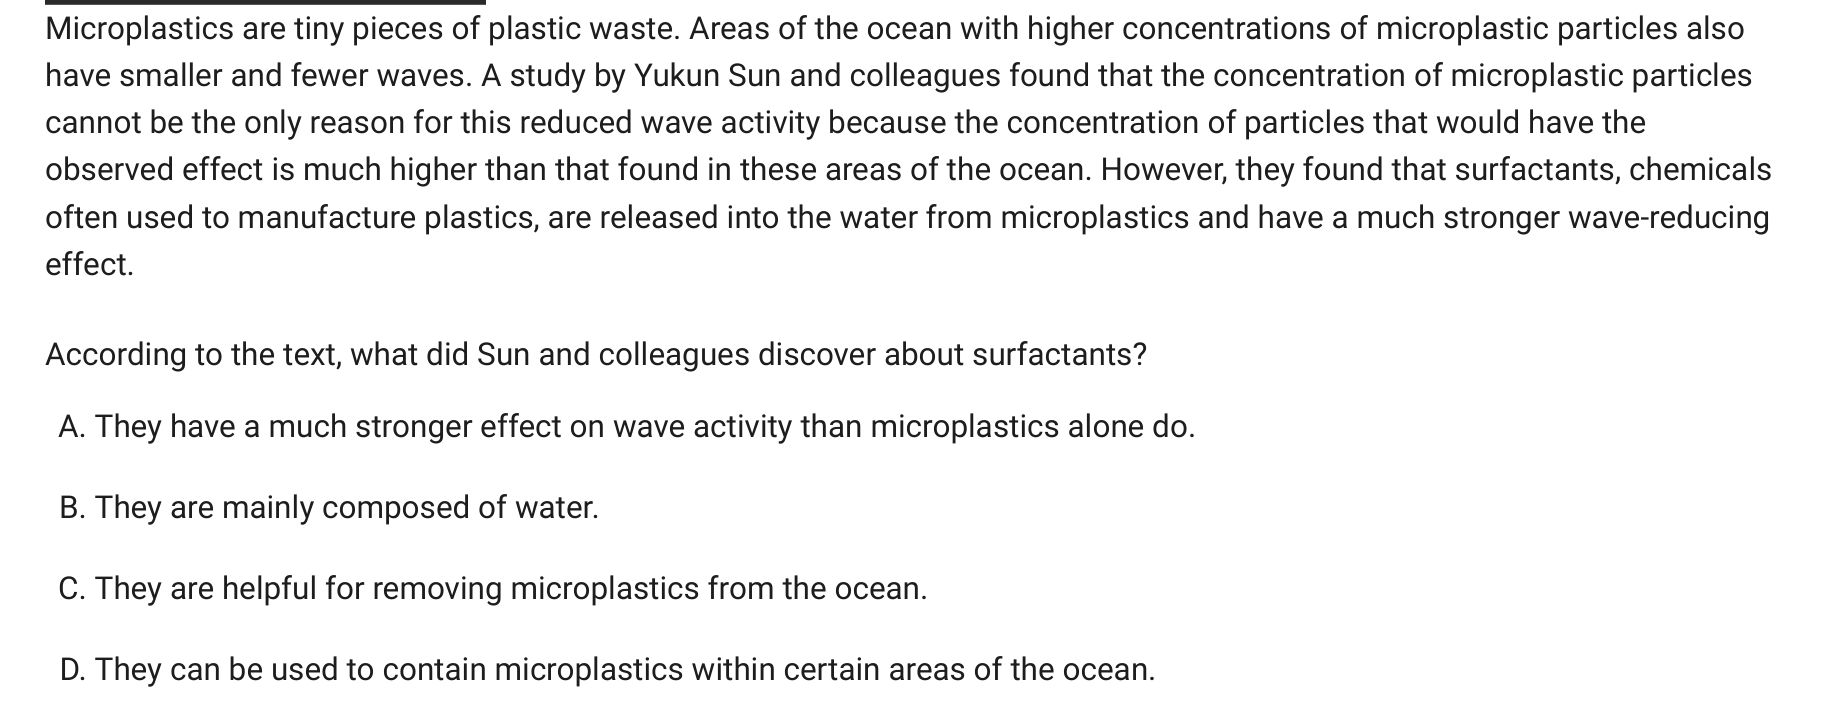 Microplastics are tiny pieces of plastic waste. Areas of the ocean with higher concentrations of microplastic particles also
have smaller and fewer waves. A study by Yukun Sun and colleagues found that the concentration of microplastic particles
cannot be the only reason for this reduced wave activity because the concentration of particles that would have the
observed effect is much higher than that found in these areas of the ocean. However, they found that surfactants, chemicals
often used to manufacture plastics, are released into the water from microplastics and have a much stronger wave-reducing
effect.
According to the text, what did Sun and colleagues discover about surfactants?
A. They have a much stronger effect on wave activity than microplastics alone do.
B. They are mainly composed of water.
C. They are helpful for removing microplastics from the ocean.
D. They can be used to contain microplastics within certain areas of the ocean.